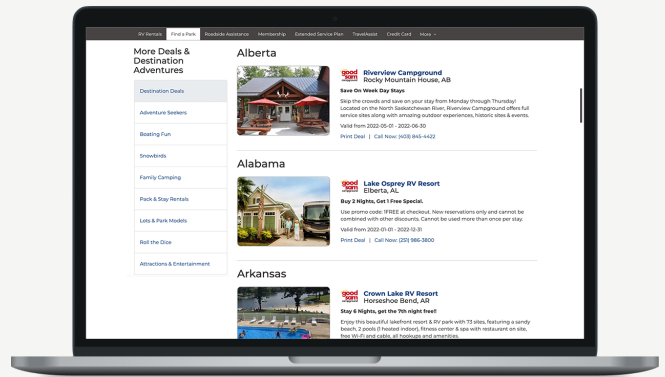 RV Rentals Find a Park Roadside Assistance Membership Extended Service Plan TravelAssist Credit Card More
More Deals &
Destination
Adventures
Destination Deals
Adventure Seekers
Boating Fun
Snowbirds
Family Camping
Pack & Stay Rentals
Lots & Park Models
Roll the Dice
Attractions & Entertainment
Alberta
good sam campground
Riverview Campground
Rocky Mountain House, AB
Save On Week Day Stays
Skip the crowds and save on your stay from Monday through Thursday!
Located on the North Saskatchewan River, Riverview Campground offers full
service sites along with amazing outdoor experiences, historic sites & events.
Valid from 2022-05-01 - 2022-06-30
Print Deal | Call Now: (403) 845-4422
Alabama
good sam campground
Lake Osprey RV Resort
Elberta, AL
Buy 2 Nights, Get 1 Free Special.
Use promo code: 1FREE at checkout. New reservations only and cannot be
combined with other discounts. Cannot be used more than once per stay.
Valid from 2022-01-01 - 2022-12-31
Print Deal | Call Now: (251) 986-3800
Arkansas
good sam campground
Crown Lake RV Resort
Horseshoe Bend, AR
Stay 6 Nights, get the 7th night free!!
Enjoy this beautiful lakefront resort & RV park with 73 sites, featuring a sandy
beach, 2 pools (1 heated indoor), fitness center & spa with restaurant on site,
free Wi-Fi and cable, all hookups and amenities.